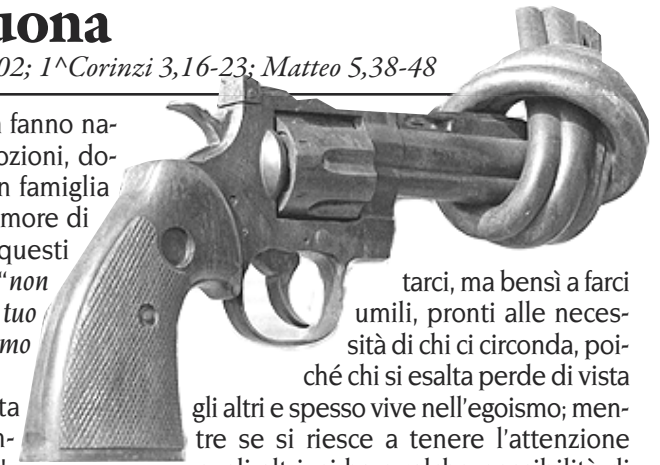 uona
02; 1^Corinzi 3,16-23; Matteo 5,38-48
fanno na-
ozioni, do-
n famiglia
more di
questi
“non
tuo
mo
ta
n-
tarci, ma bensì a farci
umili, pronti alle neces-
sità di chi ci circonda, poi-
ché chi si esalta perde di vista
gli altri e spesso vive nell’egoismo; men-
tre se si riesce a tenere l’attenzione